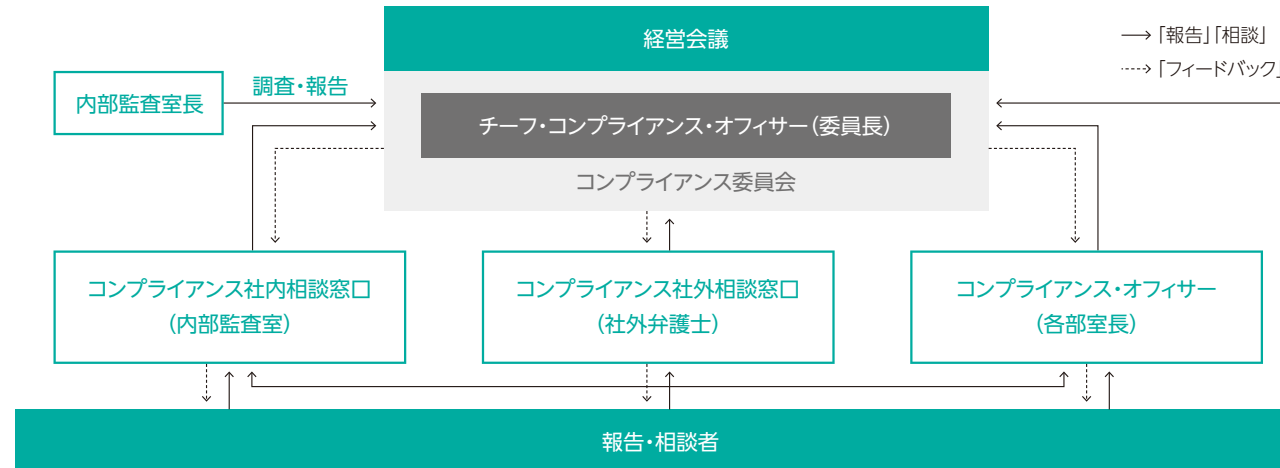 経営会議
→「報告」「相談」
┄→「フィードバック」
内部監査室長
調査・報告
チーフ・コンプライアンス・オフィサー(委員長)
コンプライアンス委員会
コンプライアンス社内相談窓口
(内部監査室)
コンプライアンス社外相談窓口
(社外弁護士)
コンプライアンス・オフィサー
(各部室長)
報告・相談者